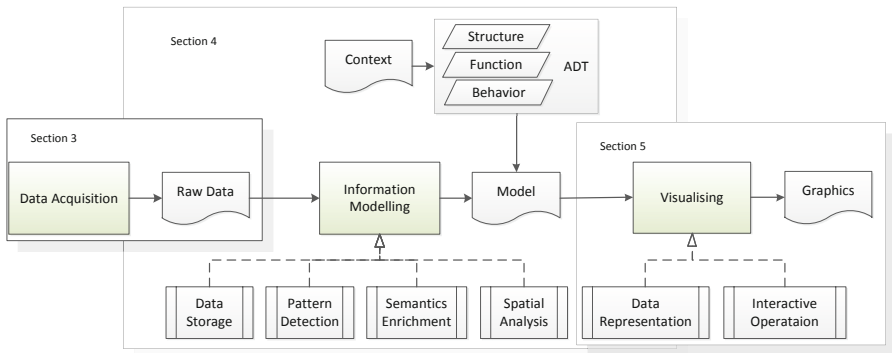 Section 4
Structure
Context
Function
ADT
Behavior
Section 3
Section 5
Data Acquisition
Raw Data
Information
Modelling
Model
Visualising
Graphics
Data
Storage
Pattern
Detection
Semantics
Enrichment
Spatial
Analysis
Data
Representation
Interactive
Operataion